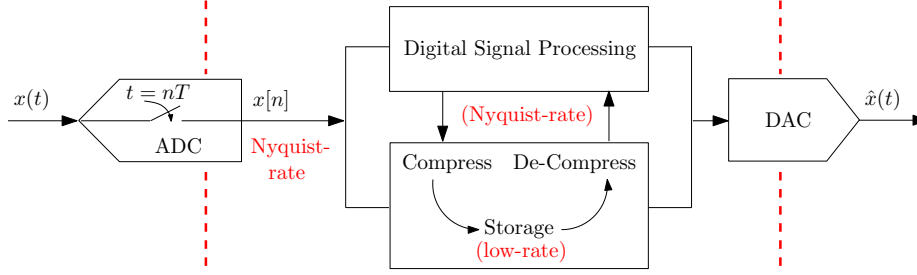 x(t)
t = nT
ADC
x[n]
Nyquist-
rate
Digital Signal Processing
(Nyquist-rate)
Compress De-Compress
Storage
(low-rate)
DAC
x̂(t)